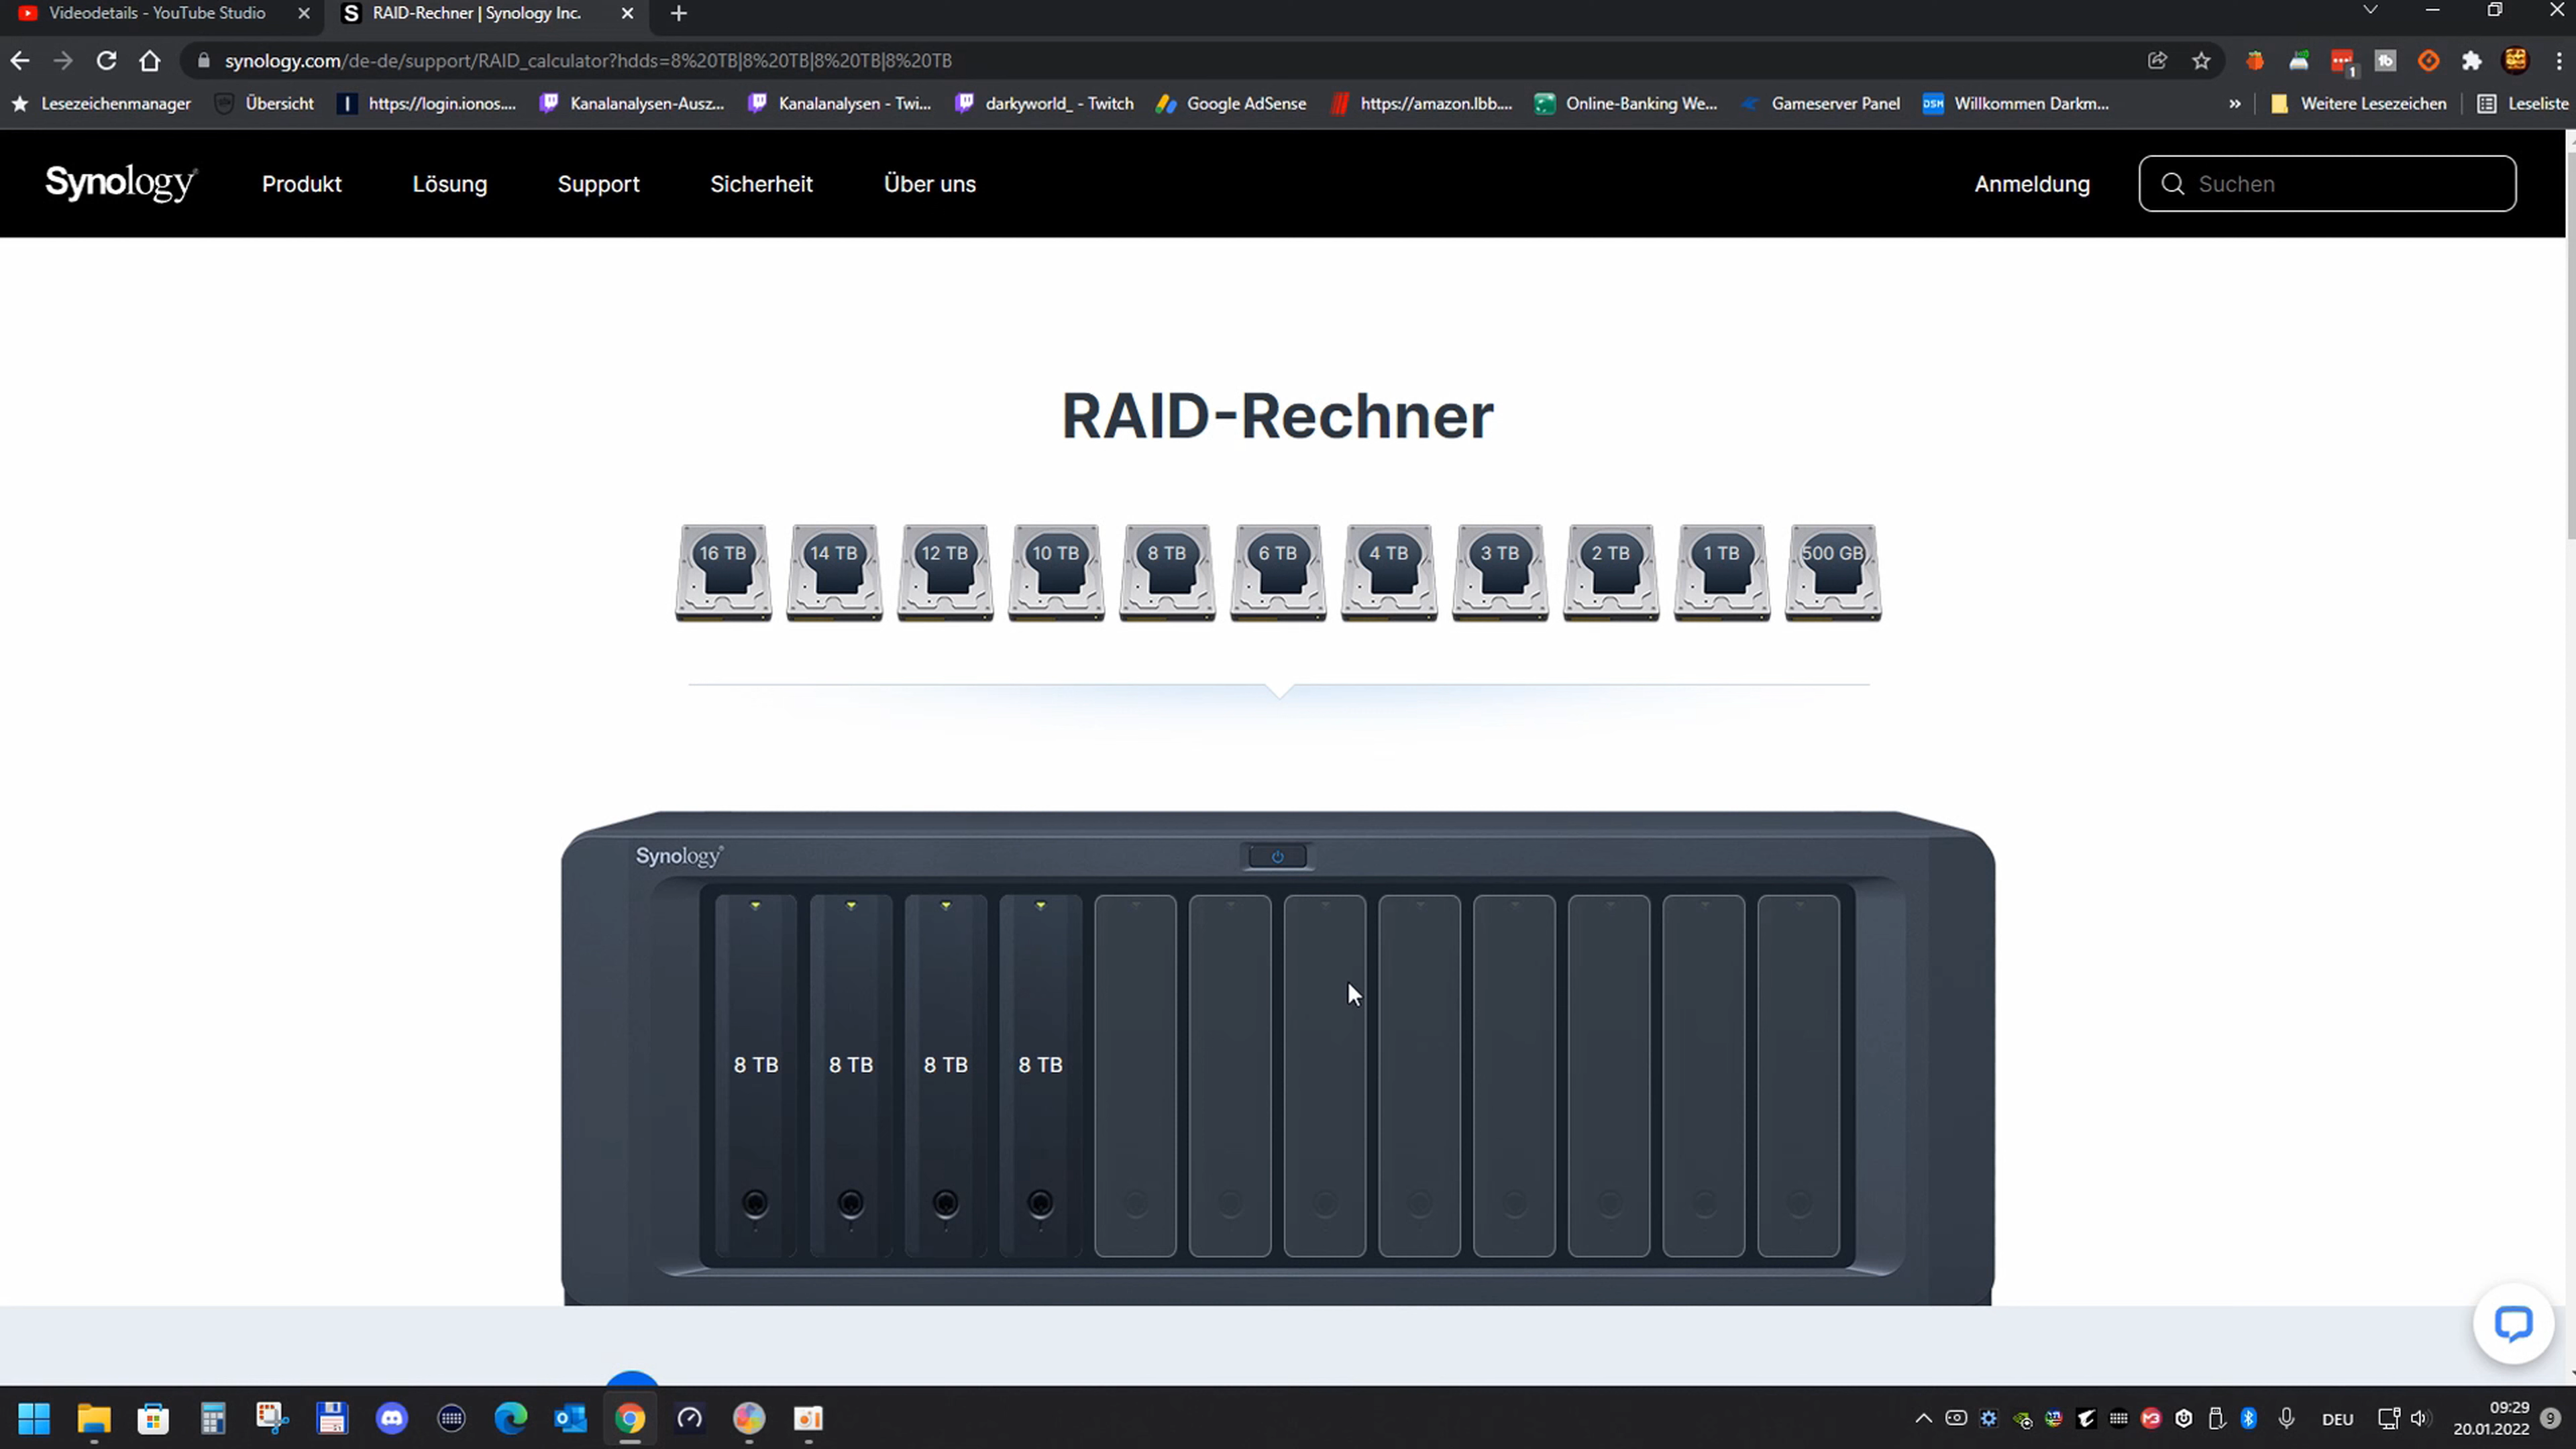 Videodetails - YouTube Studio
S RAID-Rechner | Synology Inc.
synology.com/de-de/support/RAID_calculator?hdds=8%20TB|8%20TB|8%20TB|8%20TB
1
Lesezeichenmanager Übersicht https://login.ionos.... Kanalanalysen-Ausz... Kanalanalysen - Twi... darkyworld_ - Twitch Google AdSense https://amazon.lbb.... Online-Banking We... Gameserver Panel DSM Willkommen Darkm... » Weitere Lesezeichen Leseliste
Synology Produkt Lösung Support Sicherheit Über uns Anmeldung Suchen
RAID-Rechner
16 TB 14 TB 12 TB 10 TB 8 TB 6 TB 4 TB 3 TB 2 TB 1 TB 500 GB
Synology
8 TB 8 TB 8 TB 8 TB
DEU
09:29
20.01.2022
9